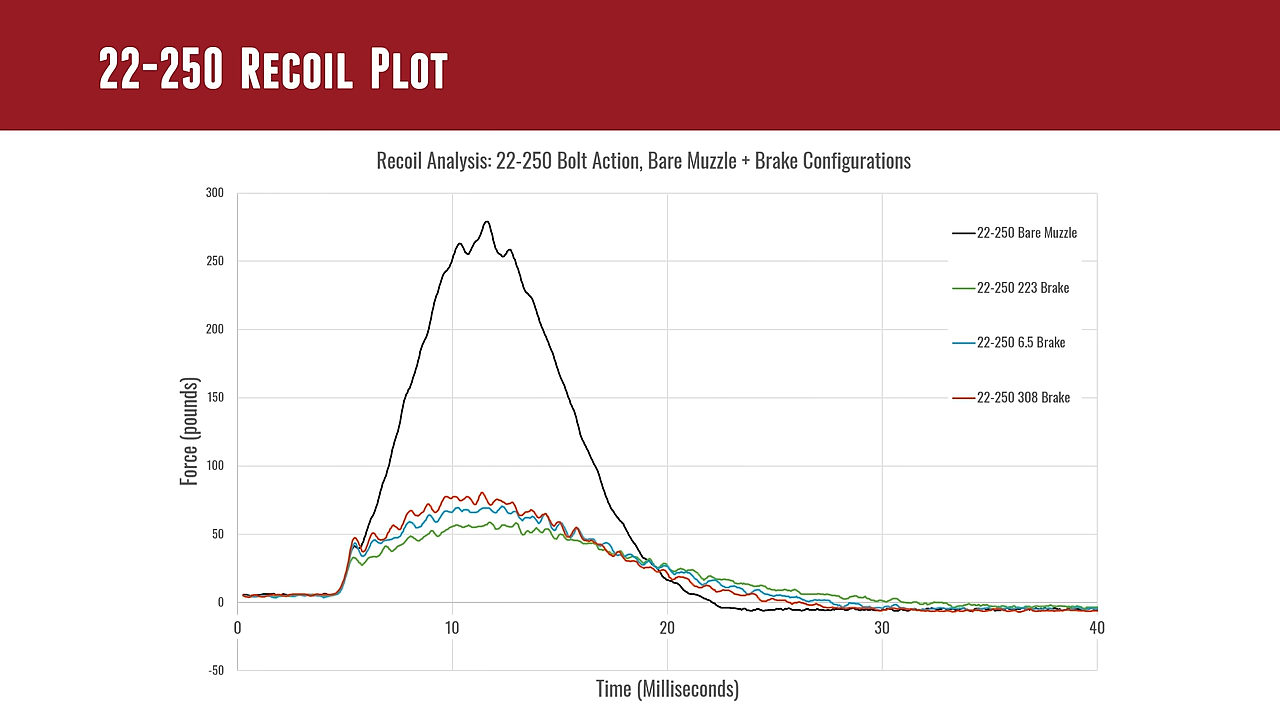 22-250 Recoil Plot
Recoil Analysis: 22-250 Bolt Action, Bare Muzzle + Brake Configurations
300
250
200
150
100
50
0
-50
Force (pounds)
22-250 Bare Muzzle
22-250 223 Brake
22-250 6.5 Brake
22-250 308 Brake
0 10 20 30 40
Time (Milliseconds)